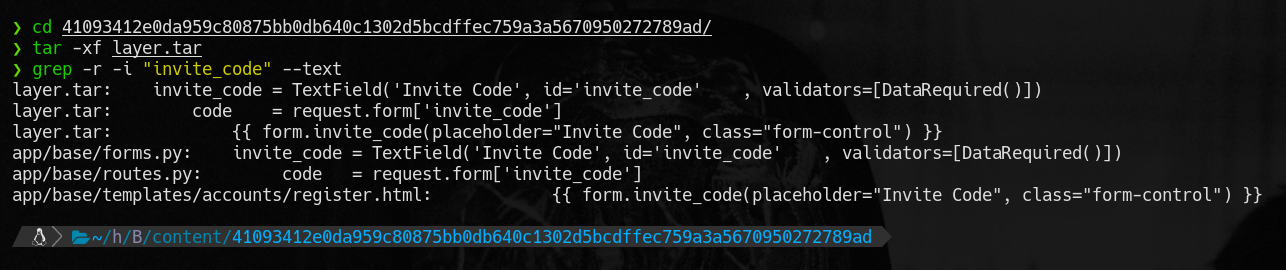 ❯ cd 41093412e0da959c80875bb0db640c1302d5bcdffec759a3a5670950272789ad/
❯ tar -xf layer.tar
❯ grep -r -i "invite_code" --text
layer.tar:    invite_code = TextField('Invite Code', id='invite_code'    , validators=[DataRequired()])
layer.tar:        code    = request.form['invite_code']
layer.tar:            {{ form.invite_code(placeholder="Invite Code", class="form-control") }}
app/base/forms.py:    invite_code = TextField('Invite Code', id='invite_code'    , validators=[DataRequired()])
app/base/routes.py:        code    = request.form['invite_code']
app/base/templates/accounts/register.html:            {{ form.invite_code(placeholder="Invite Code", class="form-control") }}
~/h/B/content/41093412e0da959c80875bb0db640c1302d5bcdffec759a3a5670950272789ad